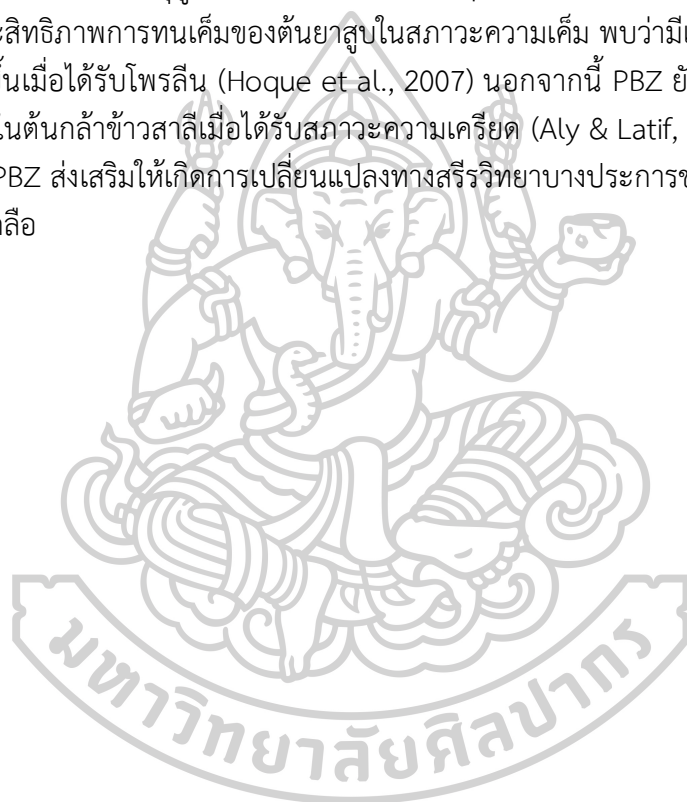 ะสิทธิภาพการทนเค็มของต้นยาสูบในสภาวะความเค็ม พบว่ามีเ
ึ้นเมื่อได้รับโพรลีน (Hoque et al., 2007) นอกจากนี้ PBZ ยั
ในต้นกล้าข้าวสาลีเมื่อได้รับสภาวะความเครียด (Aly & Latif,
PBZ ส่งเสริมให้เกิดการเปลี่ยนแปลงทางสรีรวิทยาบางประการข
ลือ
มหาวิทยาลัยศิลปากร